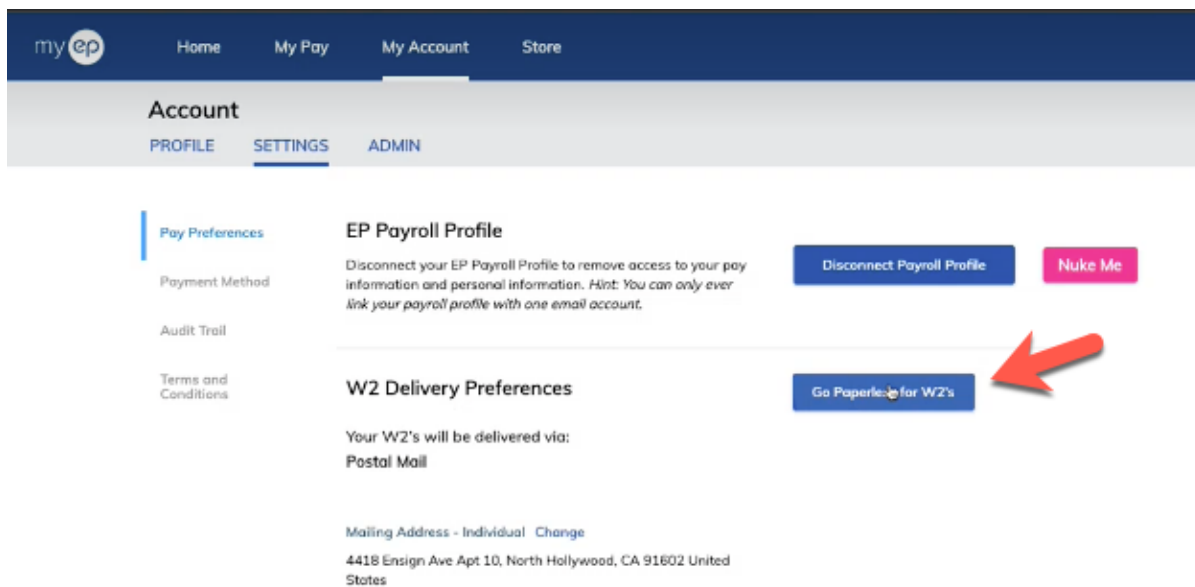 my ep Home My Pay My Account Store
Account
PROFILE SETTINGS ADMIN
Pay Preferences
Payment Method
Audit Trail
Terms and
Conditions
EP Payroll Profile
Disconnect your EP Payroll Profile to remove access to your pay
information and personal information. Hint: You can only ever
link your payroll profile with one email account.
Disconnect Payroll Profile
Nuke Me
W2 Delivery Preferences
Go Paperless for W2's
Your W2's will be delivered via:
Postal Mail
Mailing Address - Individual Change
4418 Ensign Ave Apt 10, North Hollywood, CA 91602 United
States